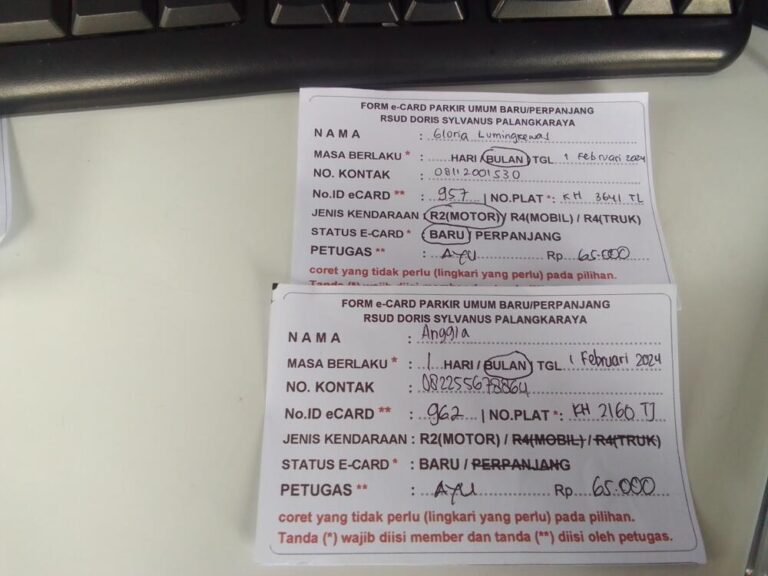 FORM e-CARD PARKIR UMUM BARU/PERPANJANG
RSUD DORIS SYLVANUS PALANGKARAYA
NAMA : Gloria Lumingkewas
MASA BERLAKU * : ......HARI / BULAN TGL 1 Februari 2024
NO. KONTAK : 08112001530
No.ID eCARD ** : 957 | NO.PLAT *: KH 3641 TL
JENIS KENDARAAN : R2(MOTOR) / R4(MOBIL) / R4(TRUK)
STATUS E-CARD * : BARU / PERPANJANG
PETUGAS ** : AYU Rp 65.000
coret yang tidak perlu (lingkari yang perlu) pada pilihan.
Tanda (*) wajib diisi member dan
FORM e-CARD PARKIR UMUM BARU/PERPANJANG
RSUD DORIS SYLVANUS PALANGKARAYA
NAMA : Anggia
MASA BERLAKU * : 1 HARI / BULAN TGL 1 Februari 2024
NO. KONTAK : 082255678864
No.ID eCARD ** : 962 | NO.PLAT *: KH 2160 TJ
JENIS KENDARAAN : R2(MOTOR) / R4(MOBIL) / R4(TRUK)
STATUS E-CARD * : BARU / PERPANJANG
PETUGAS ** : AYU Rp 65.000
coret yang tidak perlu (lingkari yang perlu) pada pilihan.
Tanda (*) wajib diisi member dan tanda (**) diisi oleh petugas.